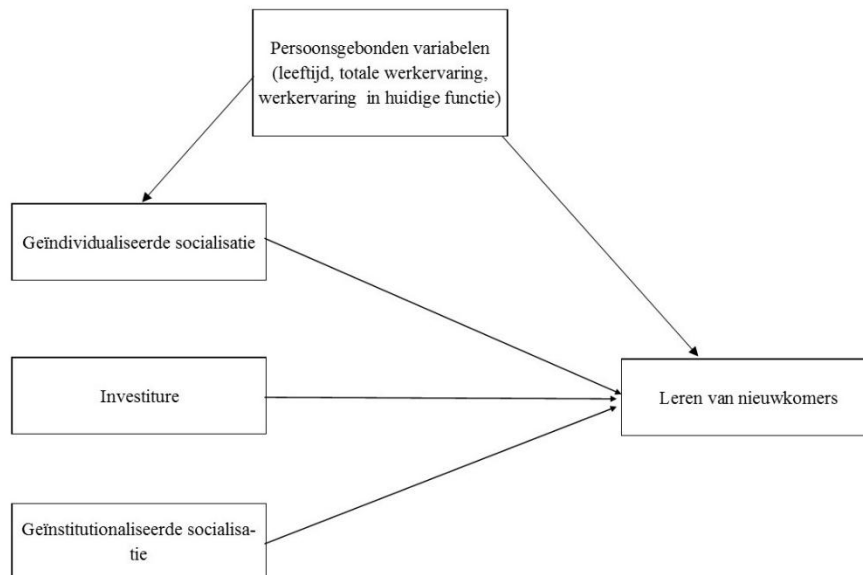 Persoonsgebonden variabelen
(leeftijd, totale werkervaring,
werkervaring in huidige functie)
Geïndividualiseerde socialisatie
Investiture
Leren van nieuwkomers
Geïnstitutionaliseerde socialisa-
tie